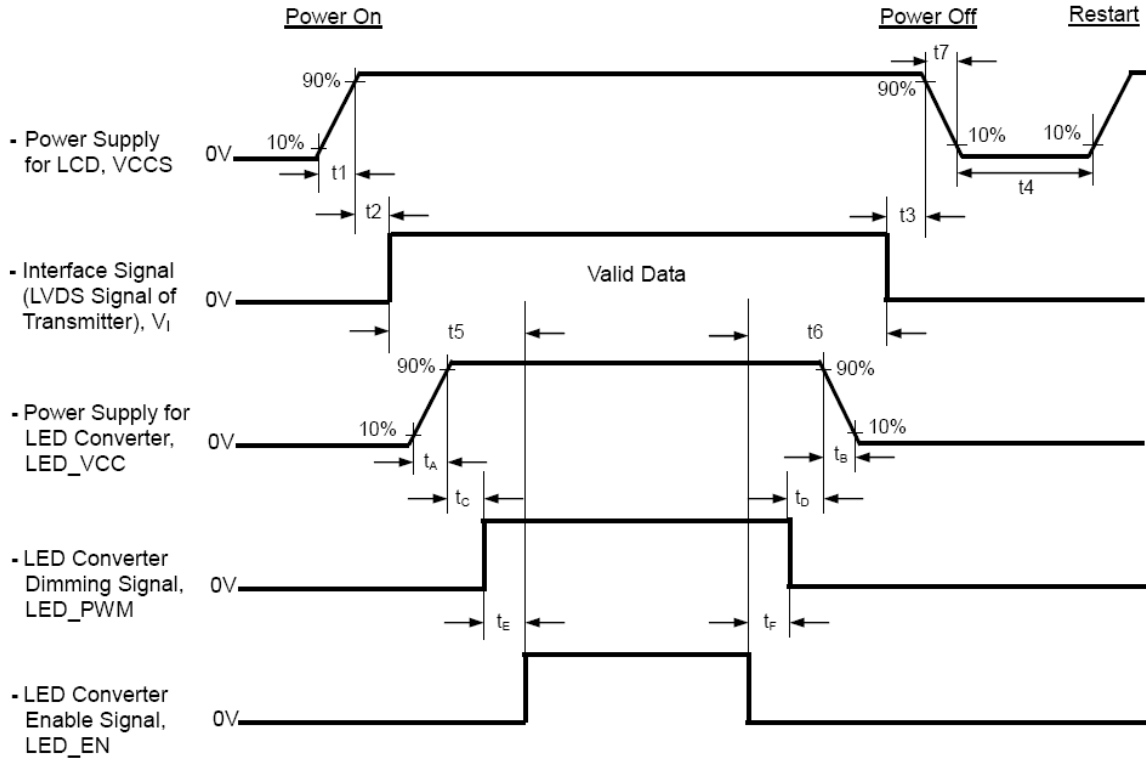 Power On Power Off Restart
t7
90% 90%
10% 10% 10%
- Power Supply
for LCD, VCCS
0V
t1 t4
t2 t3
- Interface Signal
(LVDS Signal of
Transmitter), VI
0V
Valid Data
t5 t6
90% 90%
- Power Supply for
LED Converter,
LED_VCC
0V
10% 10%
tA tB
tC tD
- LED Converter
Dimming Signal,
LED_PWM
0V
tE tF
- LED Converter
Enable Signal,
LED_EN
0V